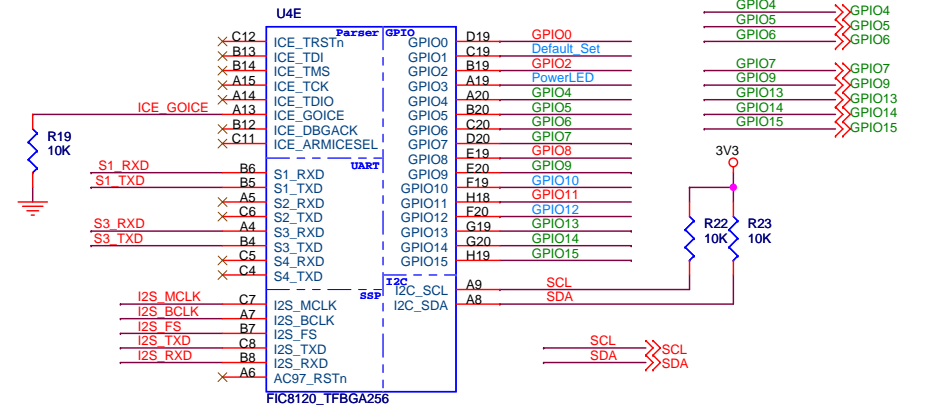 U4E
Parser GPIO
C12 ICE_TRSTn GPIO0 D19 GPIO0
B13 ICE_TDI GPIO1 C19 Default_Set
B14 ICE_TMS GPIO2 B19 GPIO2
A15 ICE_TCK GPIO3 A19 PowerLED
A14 ICE_TDIO GPIO4 A20 GPIO4
ICE_GOICE A13 ICE_GOICE GPIO5 B20 GPIO5
B12 ICE_DBGACK GPIO6 C20 GPIO6
C11 ICE_ARMICESEL GPIO7 D20 GPIO7
R19
10K
UART GPIO8 E19 GPIO8
S1_RXD B6 S1_RXD GPIO9 E20 GPIO9
S1_TXD B5 S1_TXD GPIO10 F19 GPIO10
A5 S2_RXD GPIO11 H18 GPIO11
C6 S2_TXD GPIO12 F20 GPIO12
S3_RXD A4 S3_RXD GPIO13 G19 GPIO13
S3_TXD B4 S3_TXD GPIO14 G20 GPIO14
C5 S4_RXD GPIO15 H19 GPIO15
C4 S4_TXD
I2C
SSP I2C_SCL A9 SCL
I2S_MCLK C7 I2S_MCLK I2C_SDA A8 SDA
I2S_BCLK A7 I2S_BCLK
I2S_FS B7 I2S_FS
I2S_TXD C8 I2S_TXD
I2S_RXD B8 I2S_RXD
A6 AC97_RSTn
FIC8120_TFBGA256
GPIO4 GPIO4
GPIO5 GPIO5
GPIO6 GPIO6
GPIO7 GPIO7
GPIO9 GPIO9
GPIO13 GPIO13
GPIO14 GPIO14
GPIO15 GPIO15
3V3
R22 R23
10K 10K
SCL SCL
SDA SDA